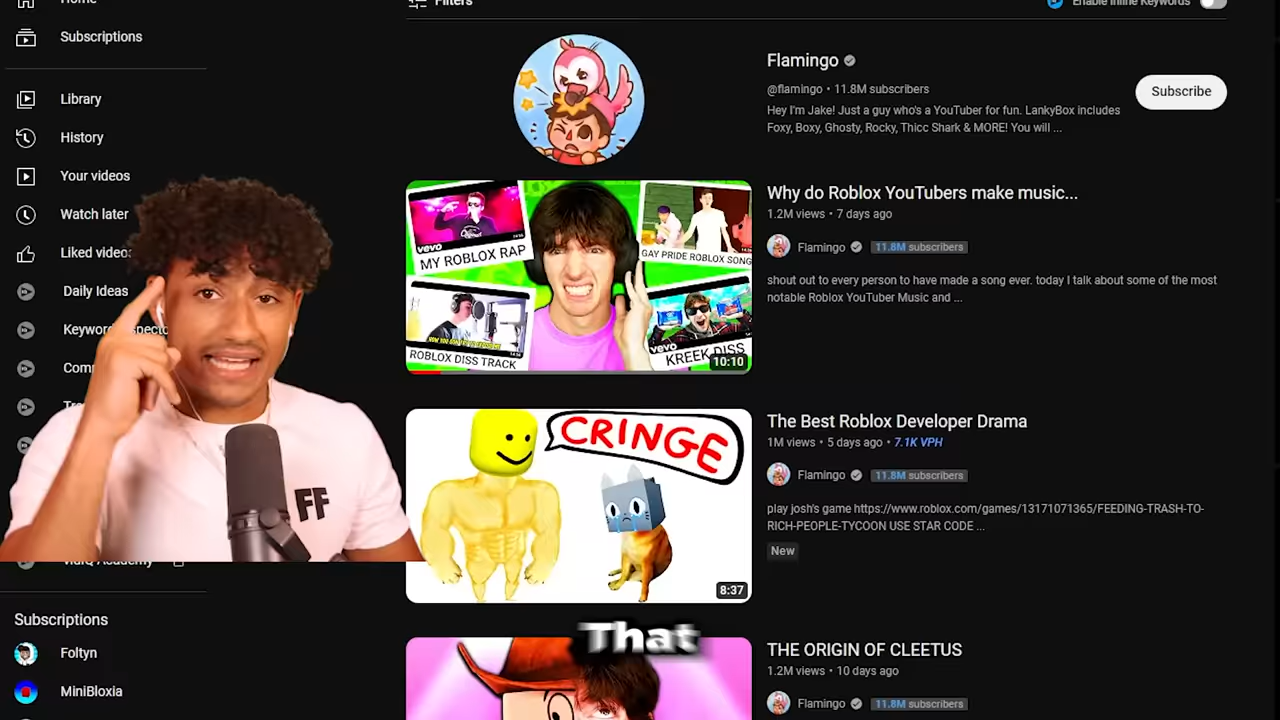 Home
Subscriptions
Library
History
Your videos
Watch later
Liked videos
Daily Ideas
Keyword
Subscriptions
Foltyn
MiniBloxia
FF
Filters
Enable Inline Keywords
Flamingo
@flamingo • 11.8M subscribers
Hey I'm Jake! Just a guy who's a YouTuber for fun. LankyBox includes
Foxy, Boxy, Ghosty, Rocky, Thicc Shark & MORE! You will ...
Subscribe
vevo
MY ROBLOX RAP
GAY PRIDE ROBLOX SONG
ROBLOX DISS TRACK
vevo
KREEK DISS
10:10
Why do Roblox YouTubers make music...
1.2M views • 7 days ago
Flamingo
11.8M subscribers
shout out to every person to have made a song ever. today I talk about some of the most
notable Roblox YouTuber Music and ...
CRINGE
8:37
The Best Roblox Developer Drama
1M views • 5 days ago • 7.1K VPH
Flamingo
11.8M subscribers
play josh's game https://www.roblox.com/games/13171071365/FEEDING-TRASH-TO-
RICH-PEOPLE-TYCOON USE STAR CODE ...
New
That
THE ORIGIN OF CLEETUS
1.2M views • 10 days ago
Flamingo
11.8M subscribers